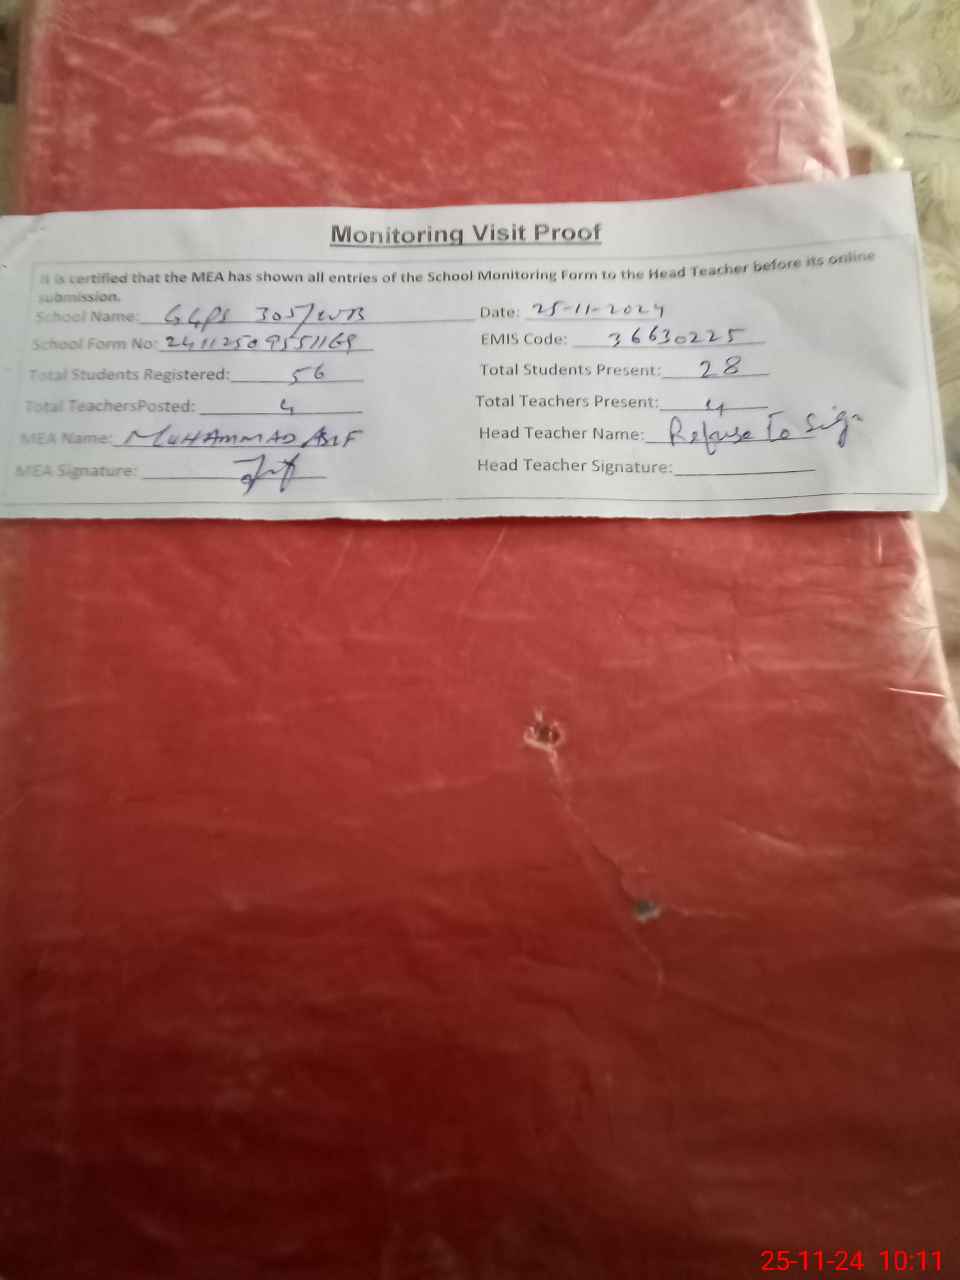 Monitoring Visit Proof
It is certified that the MEA has shown all entries of the School Monitoring Form to the Head Teacher before its online
submission.
School Name: GGPS 305/WB Date: 25-11-2024
School Form No: EMIS Code: 36630225
Total Students Registered: 56 Total Students Present: 28
Total TeachersPosted: 4 Total Teachers Present: 4
MEA Name: MUHAMMAD ASIF Head Teacher Name: Refuse To Sign
MEA Signature: Head Teacher Signature:
25-11-24 10:11